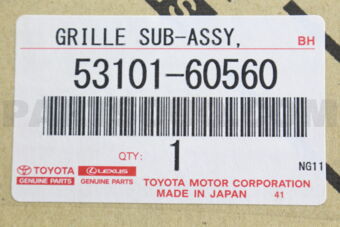 GRILLE SUB-ASSY, BH
53101-60560
QTY: 1 NG11
TOYOTA LEXUS
GENUINE PARTS GENUINE PARTS
TOYOTA MOTOR CORPORATION
MADE IN JAPAN 41